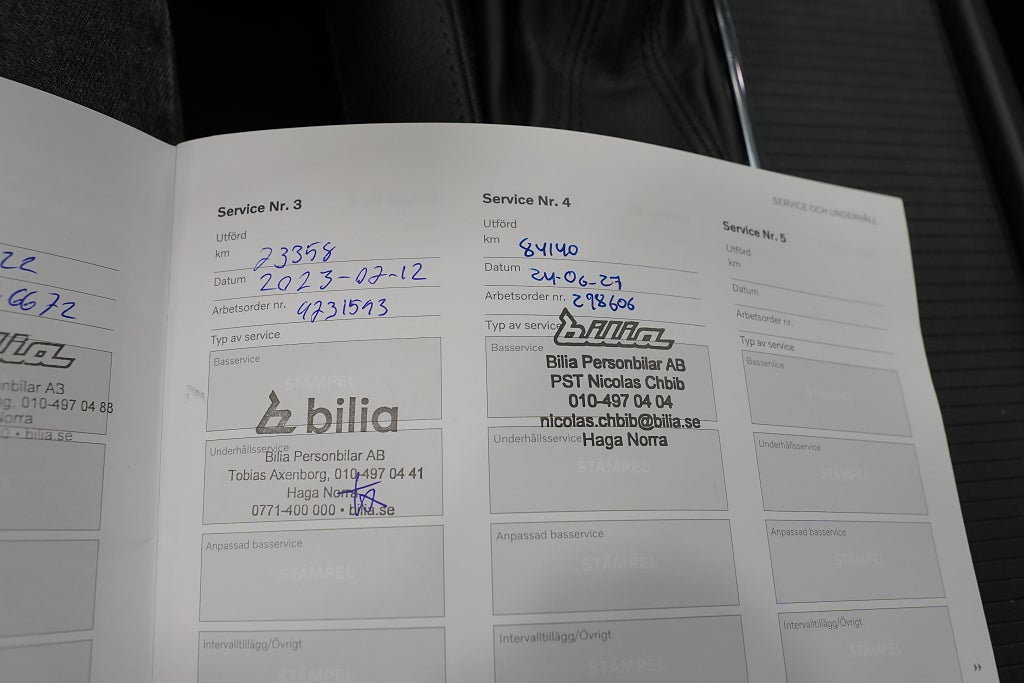 22
6672
nbilar A3
ng, 010-497 04 88
Norra
0 • bilia.se
SERVICE OCH UNDERHÅLL
Service Nr. 3
Utförd
km 23358
Datum 2023-02-12
Arbetsorder nr. 9231593
Typ av service
Basservice
STÄMPEL
bilia
Underhållsservice
Bilia Personbilar AB
Tobias Axenborg, 010-497 04 41
Haga Norra
0771-400 000 • bilia.se
Anpassad basservice
STÄMPEL
Intervalltillägg/Övrigt
STÄMPEL
Service Nr. 4
Utförd
km 84140
Datum 24-06-27
Arbetsorder nr. 298606
Typ av service
bilia
Basservice
Bilia Personbilar AB
PST Nicolas Chbib
010-497 04 04
nicolas.chbib@bilia.se
Underhållsservice
Haga Norra
STÄMPEL
Anpassad basservice
STÄMPEL
Intervalltillägg/Övrigt
STÄMPEL
Service Nr. 5
Utförd
km
Datum
Arbetsorder nr.
Typ av service
Basservice
STÄMPEL
Underhållsservice
STÄMPEL
Anpassad basservice
STÄMPEL
Intervalltillägg/Övrigt
STÄMPEL